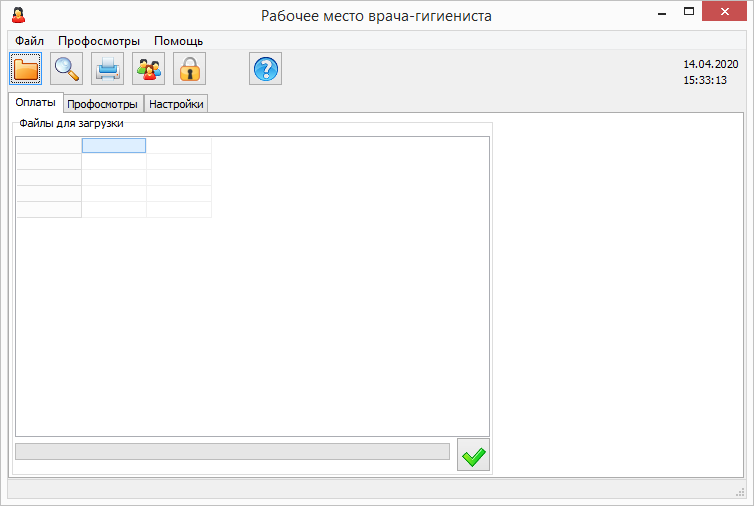 Рабочее место врача-гигиениста
Файл Профосмотры Помощь
14.04.2020
15:33:13
Оплаты Профосмотры Настройки
Файлы для загрузки